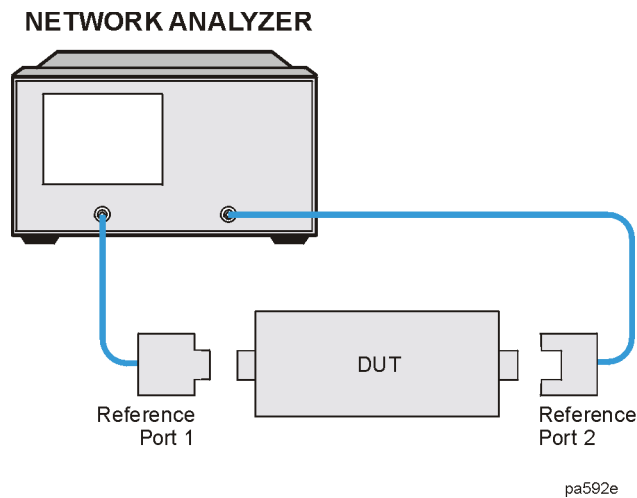 NETWORK ANALYZER
DUT
Reference
Port 1
Reference
Port 2
pa592e